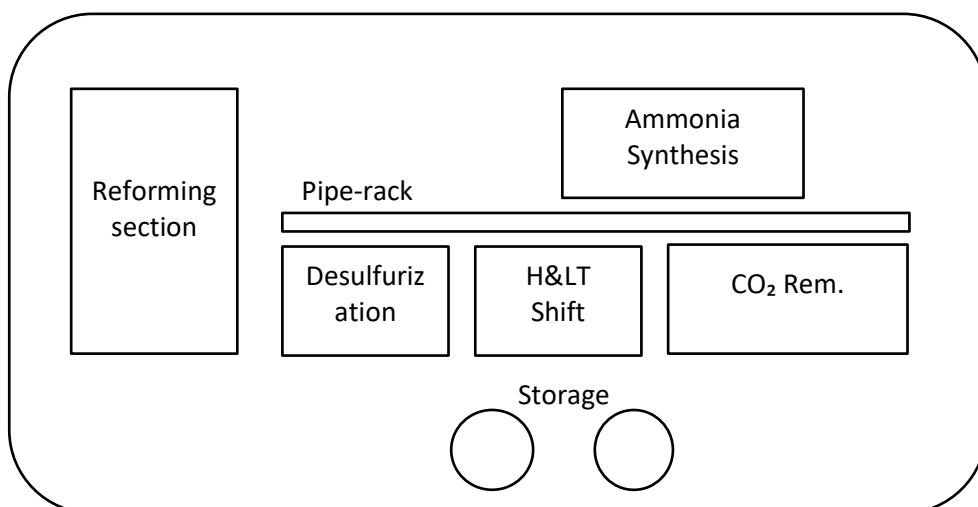 Ammonia
Synthesis
Reforming
section
Pipe-rack
Desulfuriz
ation
H&LT
Shift
CO₂ Rem.
Storage